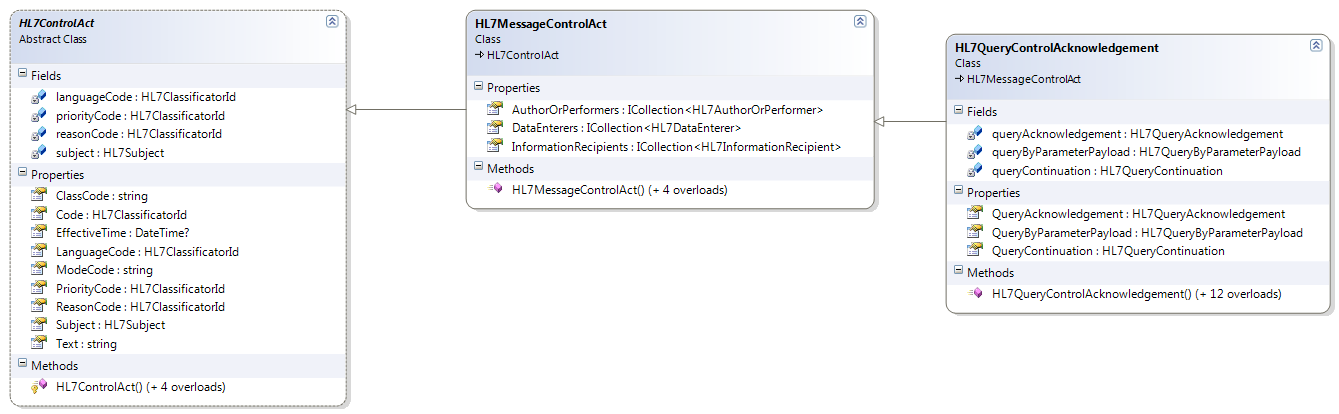 HL7ControlAct
Abstract Class
Fields
languageCode : HL7ClassificatorId
priorityCode : HL7ClassificatorId
reasonCode : HL7ClassificatorId
subject : HL7Subject
Properties
ClassCode : string
Code : HL7ClassificatorId
EffectiveTime : DateTime?
LanguageCode : HL7ClassificatorId
ModeCode : string
PriorityCode : HL7ClassificatorId
ReasonCode : HL7ClassificatorId
Subject : HL7Subject
Text : string
Methods
HL7ControlAct() (+ 4 overloads)
HL7MessageControlAct
Class
HL7ControlAct
Properties
AuthorOrPerformers : ICollection<HL7AuthorOrPerformer>
DataEnterers : ICollection<HL7DataEnterer>
InformationRecipients : ICollection<HL7InformationRecipient>
Methods
HL7MessageControlAct() (+ 4 overloads)
HL7QueryControlAcknowledgement
Class
HL7MessageControlAct
Fields
queryAcknowledgement : HL7QueryAcknowledgement
queryByParameterPayload : HL7QueryByParameterPayload
queryContinuation : HL7QueryContinuation
Properties
QueryAcknowledgement : HL7QueryAcknowledgement
QueryByParameterPayload : HL7QueryByParameterPayload
QueryContinuation : HL7QueryContinuation
Methods
HL7QueryControlAcknowledgement() (+ 12 overloads)